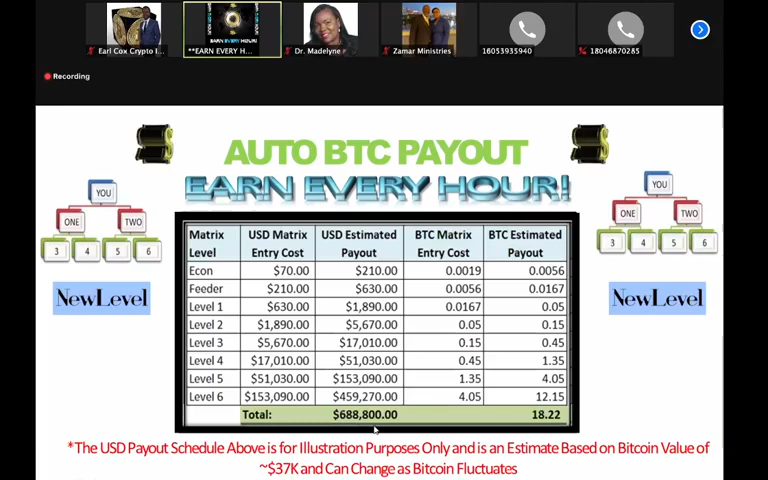 Earl Cox Crypto I...
**EARN EVERY H...
Dr. Madelyne
Zamar Ministries
16053935940
18046870285
EARN EVERY HOUR!
Recording
AUTO BTC PAYOUT
EARN EVERY HOUR!
YOU
ONE TWO
3 4 5 6
NewLevel
YOU
ONE TWO
3 4 5 6
NewLevel
Matrix Level USD Matrix Entry Cost USD Estimated Payout BTC Matrix Entry Cost BTC Estimated Payout
Econ $70.00 $210.00 0.0019 0.0056
Feeder $210.00 $630.00 0.0056 0.0167
Level 1 $630.00 $1,890.00 0.0167 0.05
Level 2 $1,890.00 $5,670.00 0.05 0.15
Level 3 $5,670.00 $17,010.00 0.15 0.45
Level 4 $17,010.00 $51,030.00 0.45 1.35
Level 5 $51,030.00 $153,090.00 1.35 4.05
Level 6 $153,090.00 $459,270.00 4.05 12.15
Total: $688,800.00 18.22
*The USD Payout Schedule Above is for Illustration Purposes Only and is an Estimate Based on Bitcoin Value of
~$37K and Can Change as Bitcoin Fluctuates